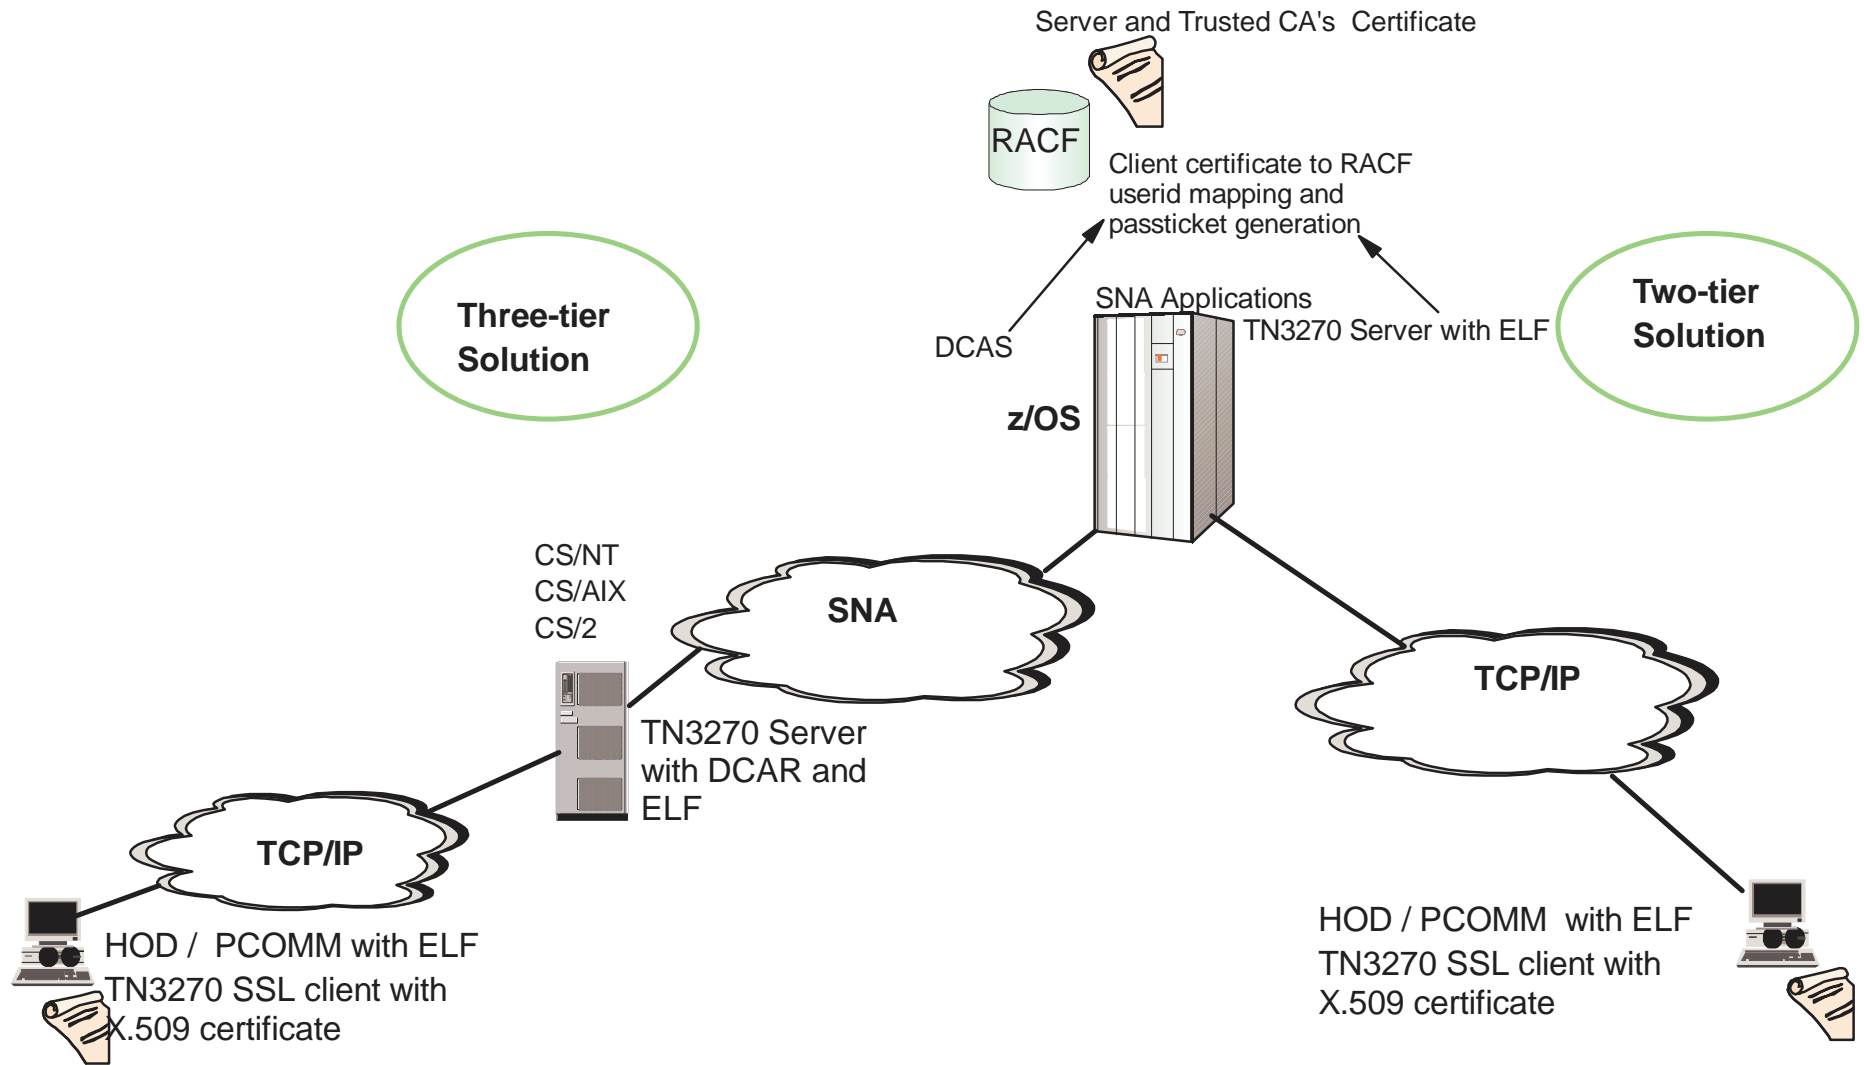 Server and Trusted CA's Certificate
RACF
Client certificate to RACF
userid mapping and
passticket generation
Three-tier
Solution
Two-tier
Solution
SNA Applications
TN3270 Server with ELF
DCAS
z/OS
CS/NT
CS/AIX
CS/2
SNA
TCP/IP
TN3270 Server
with DCAR and
ELF
TCP/IP
HOD / PCOMM with ELF
TN3270 SSL client with
X.509 certificate
HOD / PCOMM with ELF
TN3270 SSL client with
X.509 certificate